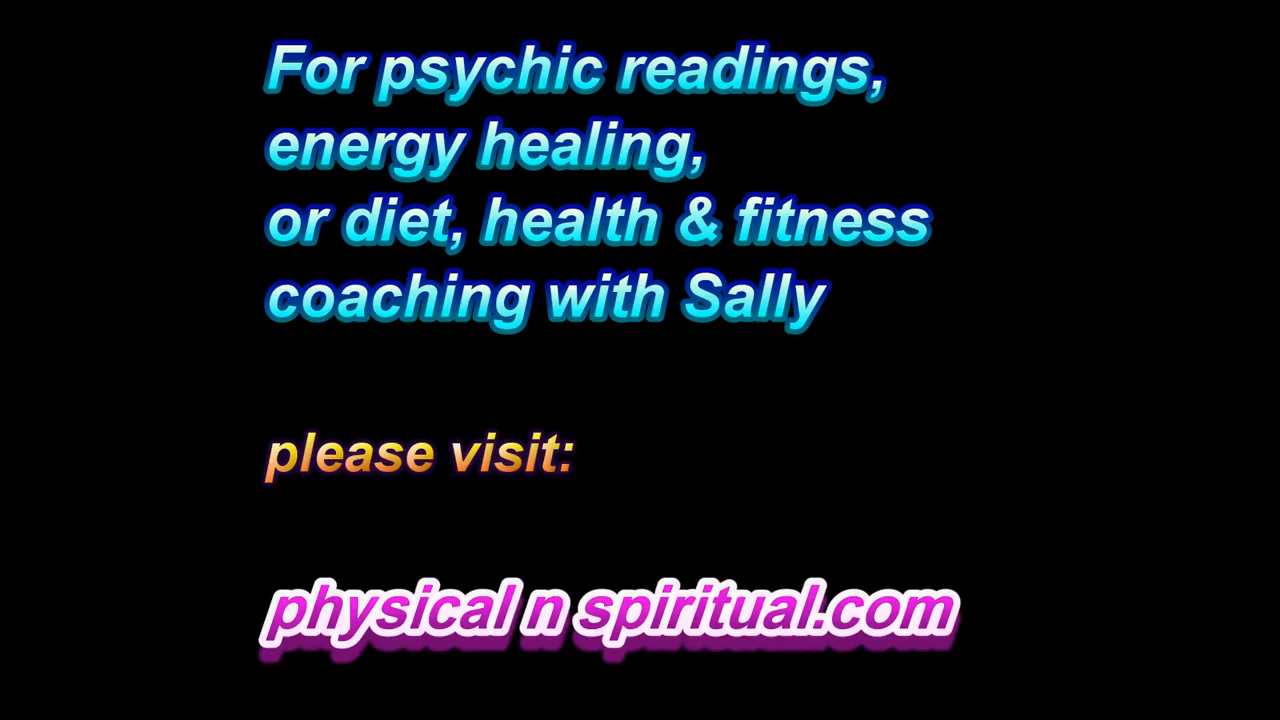 For psychic readings,
energy healing,
or diet, health & fitness
coaching with Sally
please visit:
physical n spiritual.com